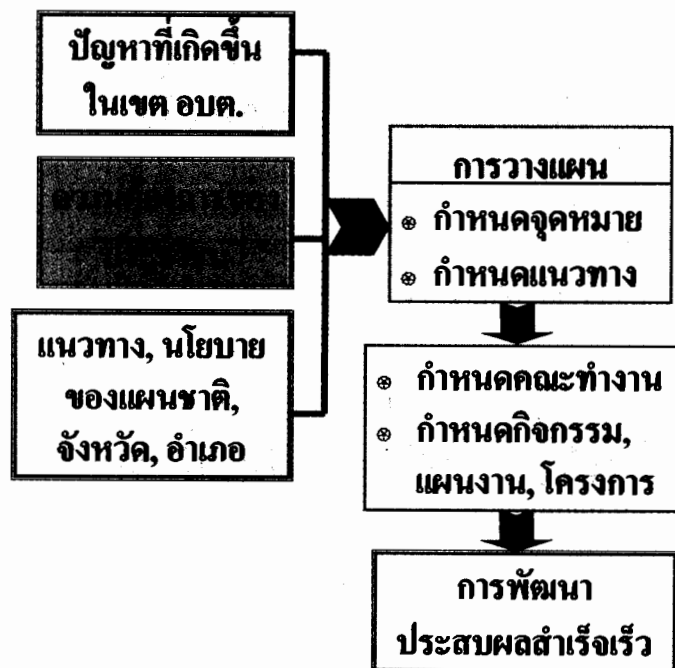 ปัญหาที่เกิดขึ้น
ในเขต อบต.
แนวทาง, นโยบาย
ของแผนชาติ,
จังหวัด, อำเภอ
การวางแผน
๏ กำหนดจุดหมาย
๏ กำหนดแนวทาง
๏ กำหนดคณะทำงาน
๏ กำหนดกิจกรรม,
แผนงาน, โครงการ
การพัฒนา
ประสบผลสำเร็จเร็ว